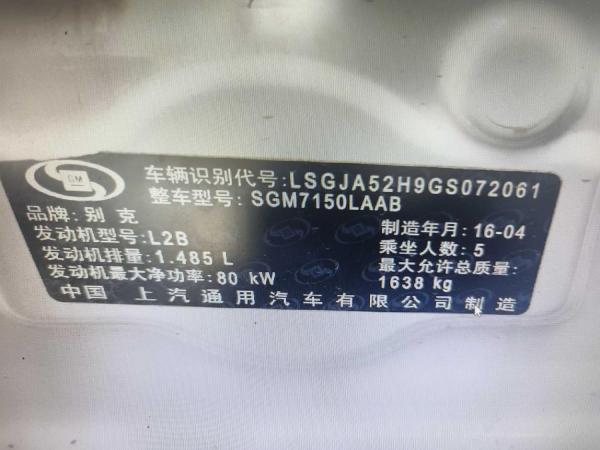 GM
车辆识别代号:LSGJA52H9GS072061
整车型号:SGM7150LAAB
品牌:别 克
制造年月:16-04
发动机型号:L2B
乘坐人数:5
发动机排量:1.485 L
最大允许总质量:
发动机最大净功率:80 kW
1638 kg
中国 上汽通用汽车有限公司制造